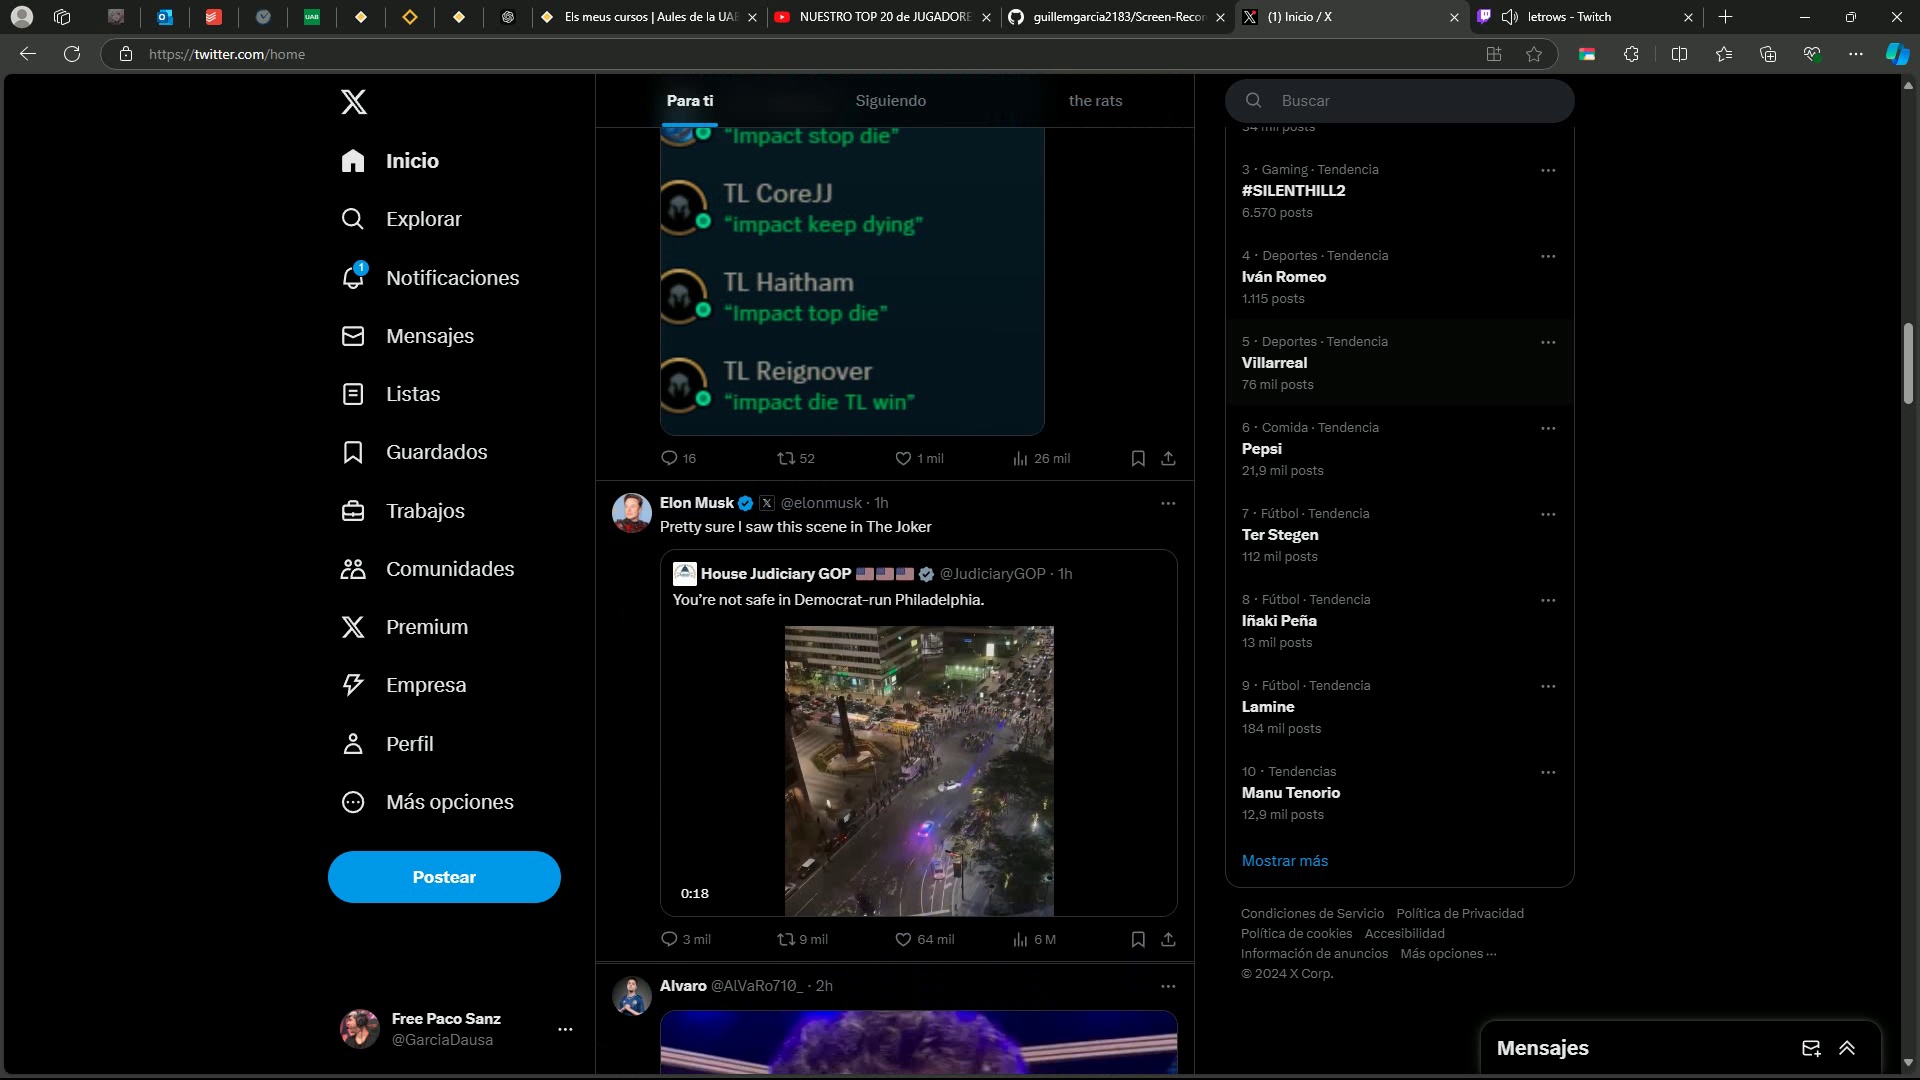 UAB
Els meus cursos | Aules de la UAB
NUESTRO TOP 20 de JUGADORE
guillemgarcia2183/Screen-Recor
(1) Inicio / X
letrows - Twitch
https://twitter.com/home
Inicio
Explorar
1
Notificaciones
Mensajes
Listas
Guardados
Trabajos
Comunidades
Premium
Empresa
Perfil
Más opciones
Postear
Free Paco Sanz
@GarciaDausa
Para ti
Siguiendo
the rats
"Impact stop die"
TL CoreJJ
"impact keep dying"
TL Haitham
"Impact top die"
TL Reignover
"impact die TL win"
16
52
1 mil
26 mil
Elon Musk @elonmusk · 1h
Pretty sure I saw this scene in The Joker
House Judiciary GOP @JudiciaryGOP · 1h
You're not safe in Democrat-run Philadelphia.
0:18
3 mil
9 mil
64 mil
6 M
Alvaro @AlVaRo710_ · 2h
Buscar
34 mil posts
3 · Gaming · Tendencia
#SILENTHILL2
6.570 posts
4 · Deportes · Tendencia
Iván Romeo
1.115 posts
5 · Deportes · Tendencia
Villarreal
76 mil posts
6 · Comida · Tendencia
Pepsi
21,9 mil posts
7 · Fútbol · Tendencia
Ter Stegen
112 mil posts
8 · Fútbol · Tendencia
Iñaki Peña
13 mil posts
9 · Fútbol · Tendencia
Lamine
184 mil posts
10 · Tendencias
Manu Tenorio
12,9 mil posts
Mostrar más
Condiciones de Servicio Política de Privacidad
Política de cookies Accesibilidad
Información de anuncios Más opciones ···
© 2024 X Corp.
Mensajes